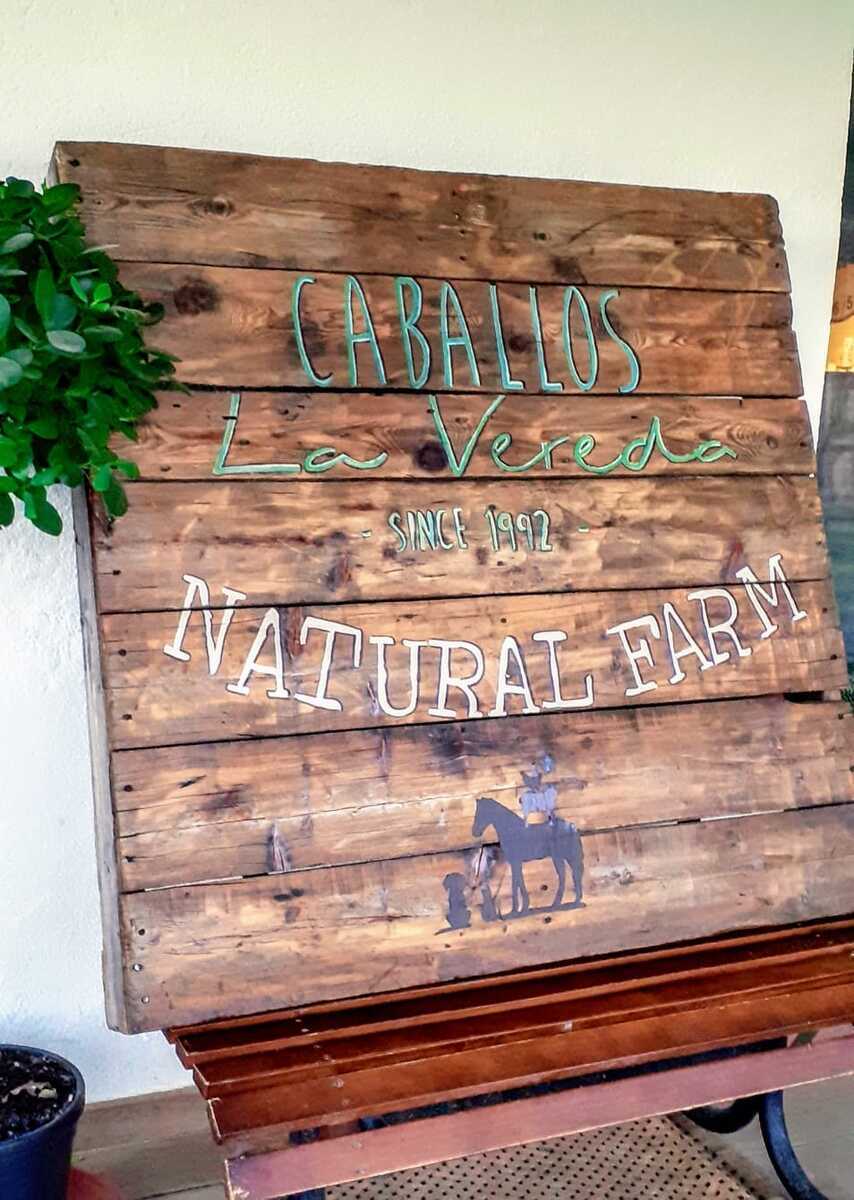 CABALLOS
La Vereda
- SINCE 1992 -
NATURAL FARM